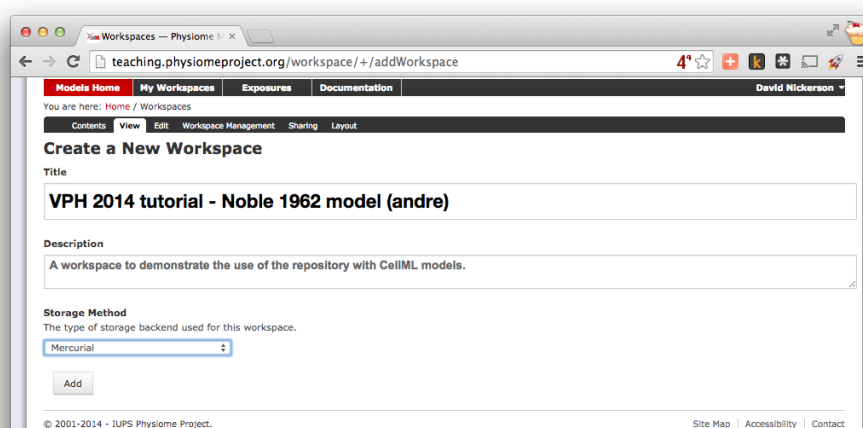 Workspaces — Physiome M
teaching.physiomeproject.org/workspace/+/addWorkspace
Models Home My Workspaces Exposures Documentation David Nickerson
You are here: Home / Workspaces
Contents View Edit Workspace Management Sharing Layout
Create a New Workspace
Title
VPH 2014 tutorial - Noble 1962 model (andre)
Description
A workspace to demonstrate the use of the repository with CellML models.
Storage Method
The type of storage backend used for this workspace.
Mercurial
Add
© 2001-2014 - IUPS Physiome Project. Site Map Accessibility Contact